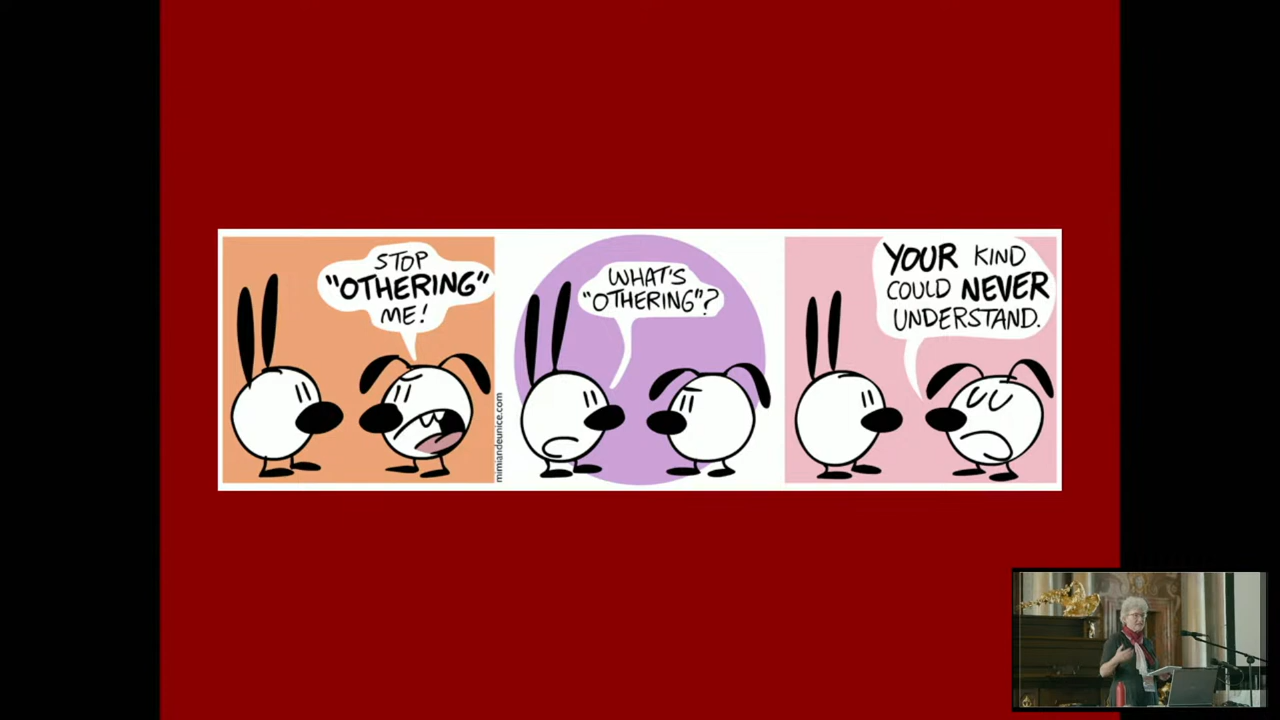 STOP
"OTHERING"
ME!
mimiandeunice.com
WHAT'S
"OTHERING"?
YOUR KIND
COULD NEVER
UNDERSTAND.